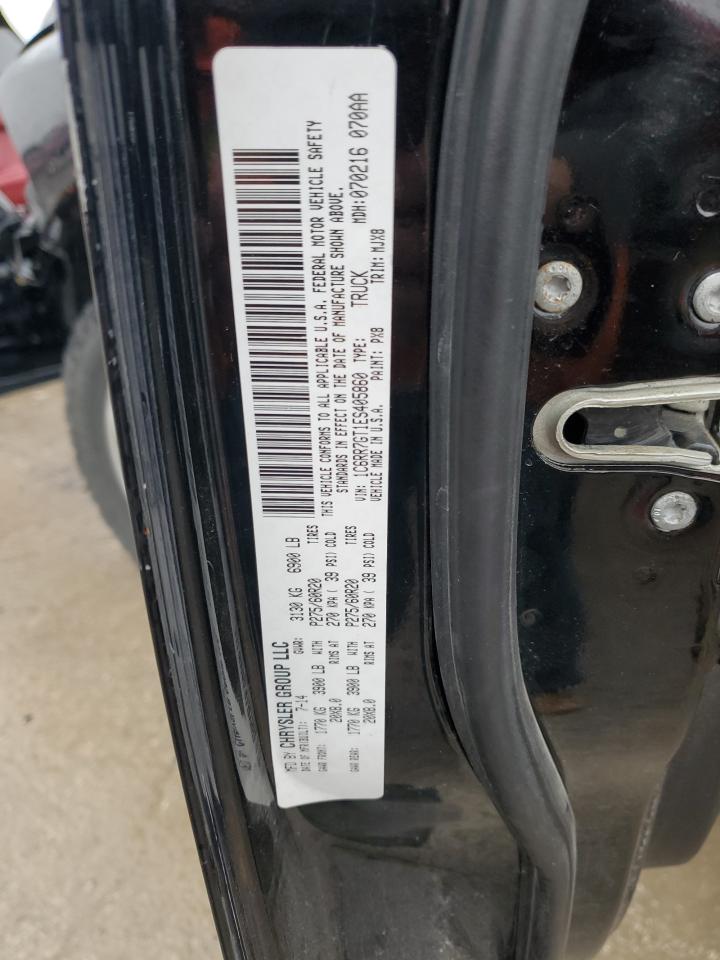 MFD BY CHRYSLER GROUP LLC
DATE OF MFR(BUILT): 7-14 GVWR: 3130 KG 6900 LB
GAWR FRONT: 1770 KG 3900 LB WITH P275/60R20 TIRES
20X8.0 RIMS AT 270 KPA ( 39 PSI) COLD
GAWR REAR: 1770 KG 3900 LB WITH P275/60R20 TIRES
20X8.0 RIMS AT 270 KPA ( 39 PSI) COLD
THIS VEHICLE CONFORMS TO ALL APPLICABLE U.S.A. FEDERAL MOTOR VEHICLE SAFETY
STANDARDS IN EFFECT ON THE DATE OF MANUFACTURE SHOWN ABOVE.
VIN: 1C6RR7GT1ES405860 TYPE: TRUCK MDH:070216 070AA
VEHICLE MADE IN U.S.A. PAINT: PX8 TRIM: MJX8